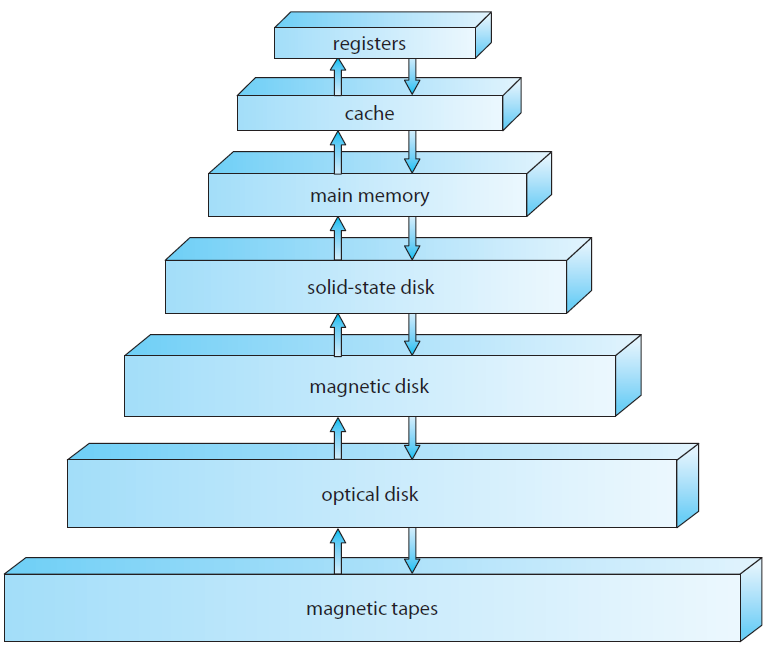 registers
cache
main memory
solid-state disk
magnetic disk
optical disk
magnetic tapes